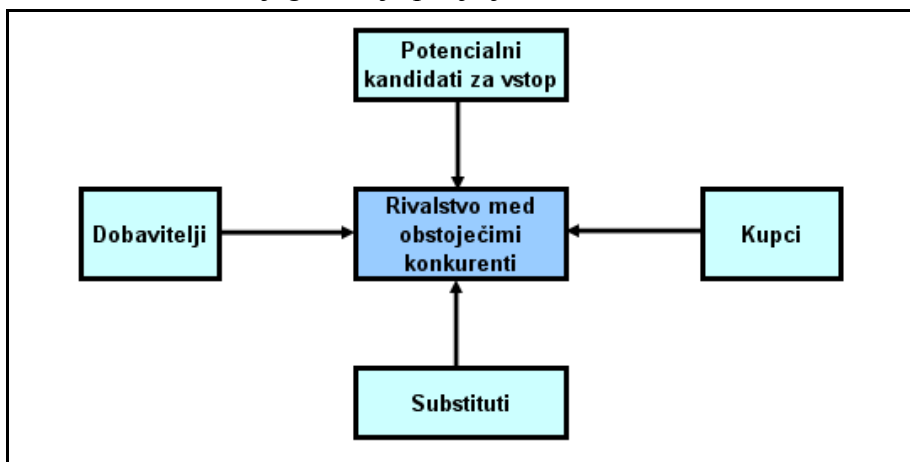 Potencialni
kandidati za vstop
Dobavitelji
Rivalstvo med
obstoječimi
konkurenti
Kupci
Substituti